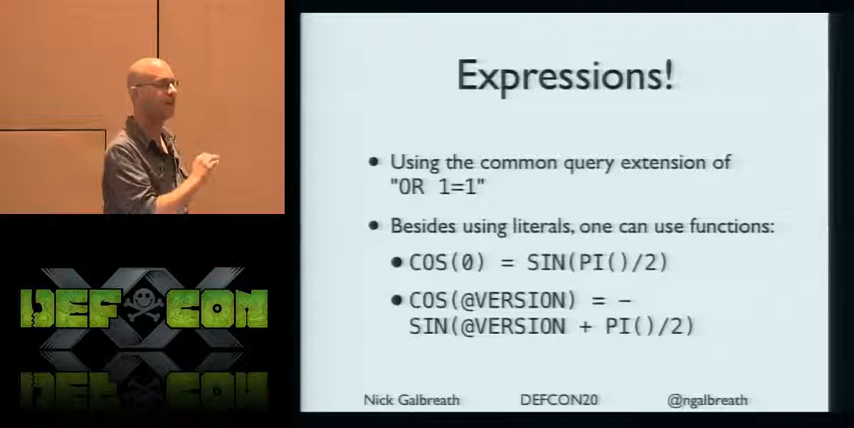 Expressions!
• Using the common query extension of
"OR 1=1"
• Besides using literals, one can use functions:
• COS(0) = SIN(PI()/2)
• COS(@VERSION) = -
SIN(@VERSION + PI()/2)
Nick Galbreath DEFCON20 @ngalbreath
XX
DEF CON